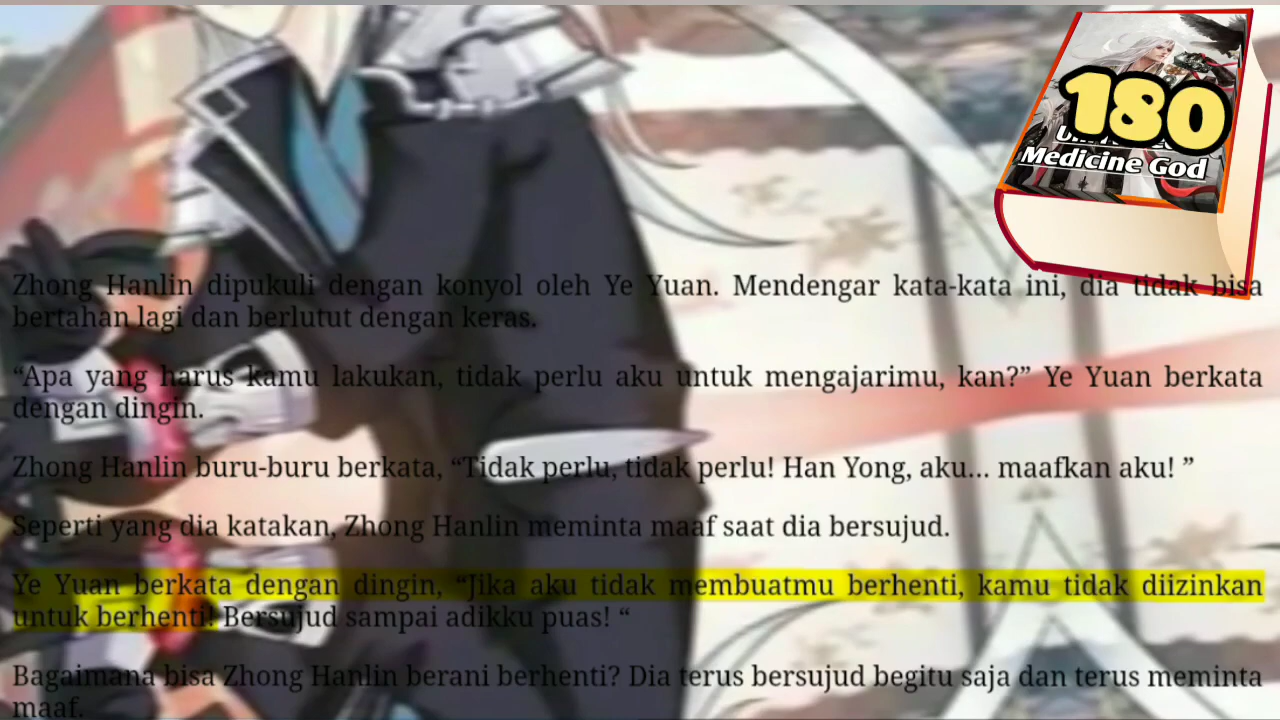 180
Medicine God
Zhong Hanlin dipukuli dengan konyol oleh Ye Yuan. Mendengar kata-kata ini, dia tidak bisa
bertahan lagi dan berlutut dengan keras.
“Apa yang harus kamu lakukan, tidak perlu aku untuk mengajarimu, kan?” Ye Yuan berkata
dengan dingin.
Zhong Hanlin buru-buru berkata, “Tidak perlu, tidak perlu! Han Yong, aku... maafkan aku! ”
Seperti yang dia katakan, Zhong Hanlin meminta maaf saat dia bersujud.
Ye Yuan berkata dengan dingin, “Jika aku tidak membuatmu berhenti, kamu tidak diizinkan
untuk berhenti! Bersujud sampai adikku puas! “
Bagaimana bisa Zhong Hanlin berani berhenti? Dia terus bersujud begitu saja dan terus meminta
maaf.